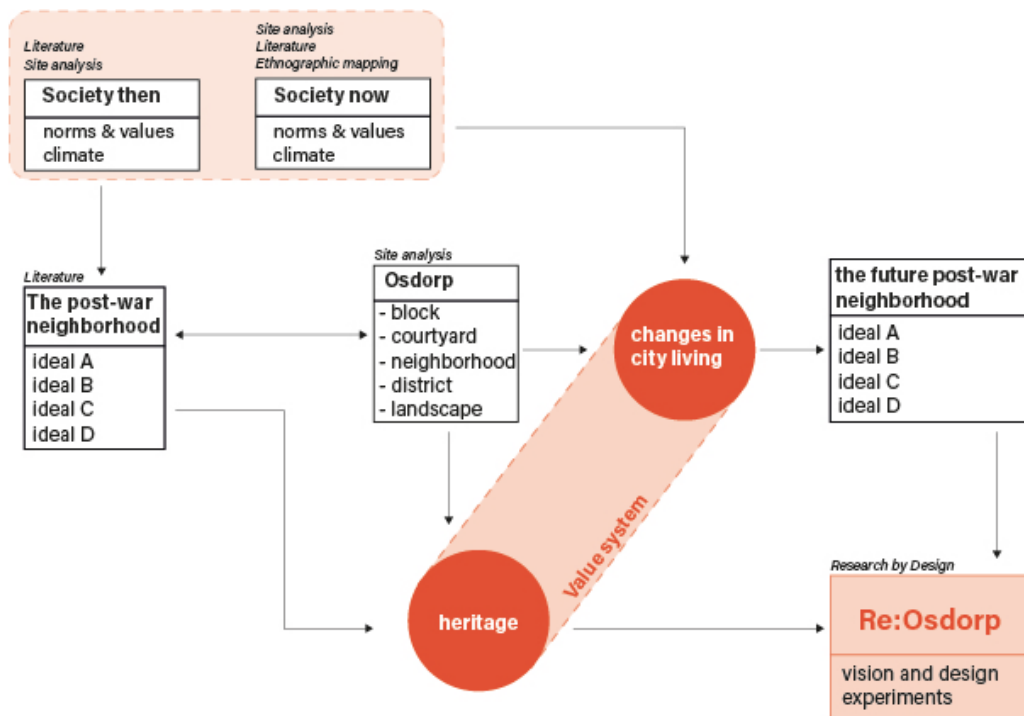 Literature
Site analysis
Society then
norms & values
climate
Site analysis
Literature
Ethnographic mapping
Society now
norms & values
climate
Literature
The post-war
neighborhood
ideal A
ideal B
ideal C
ideal D
Site analysis
Osdorp
- block
- courtyard
- neighborhood
- district
- landscape
changes in
city living
the future post-war
neighborhood
ideal A
ideal B
ideal C
ideal D
Value system
heritage
Research by Design
Re:Osdorp
vision and design
experiments